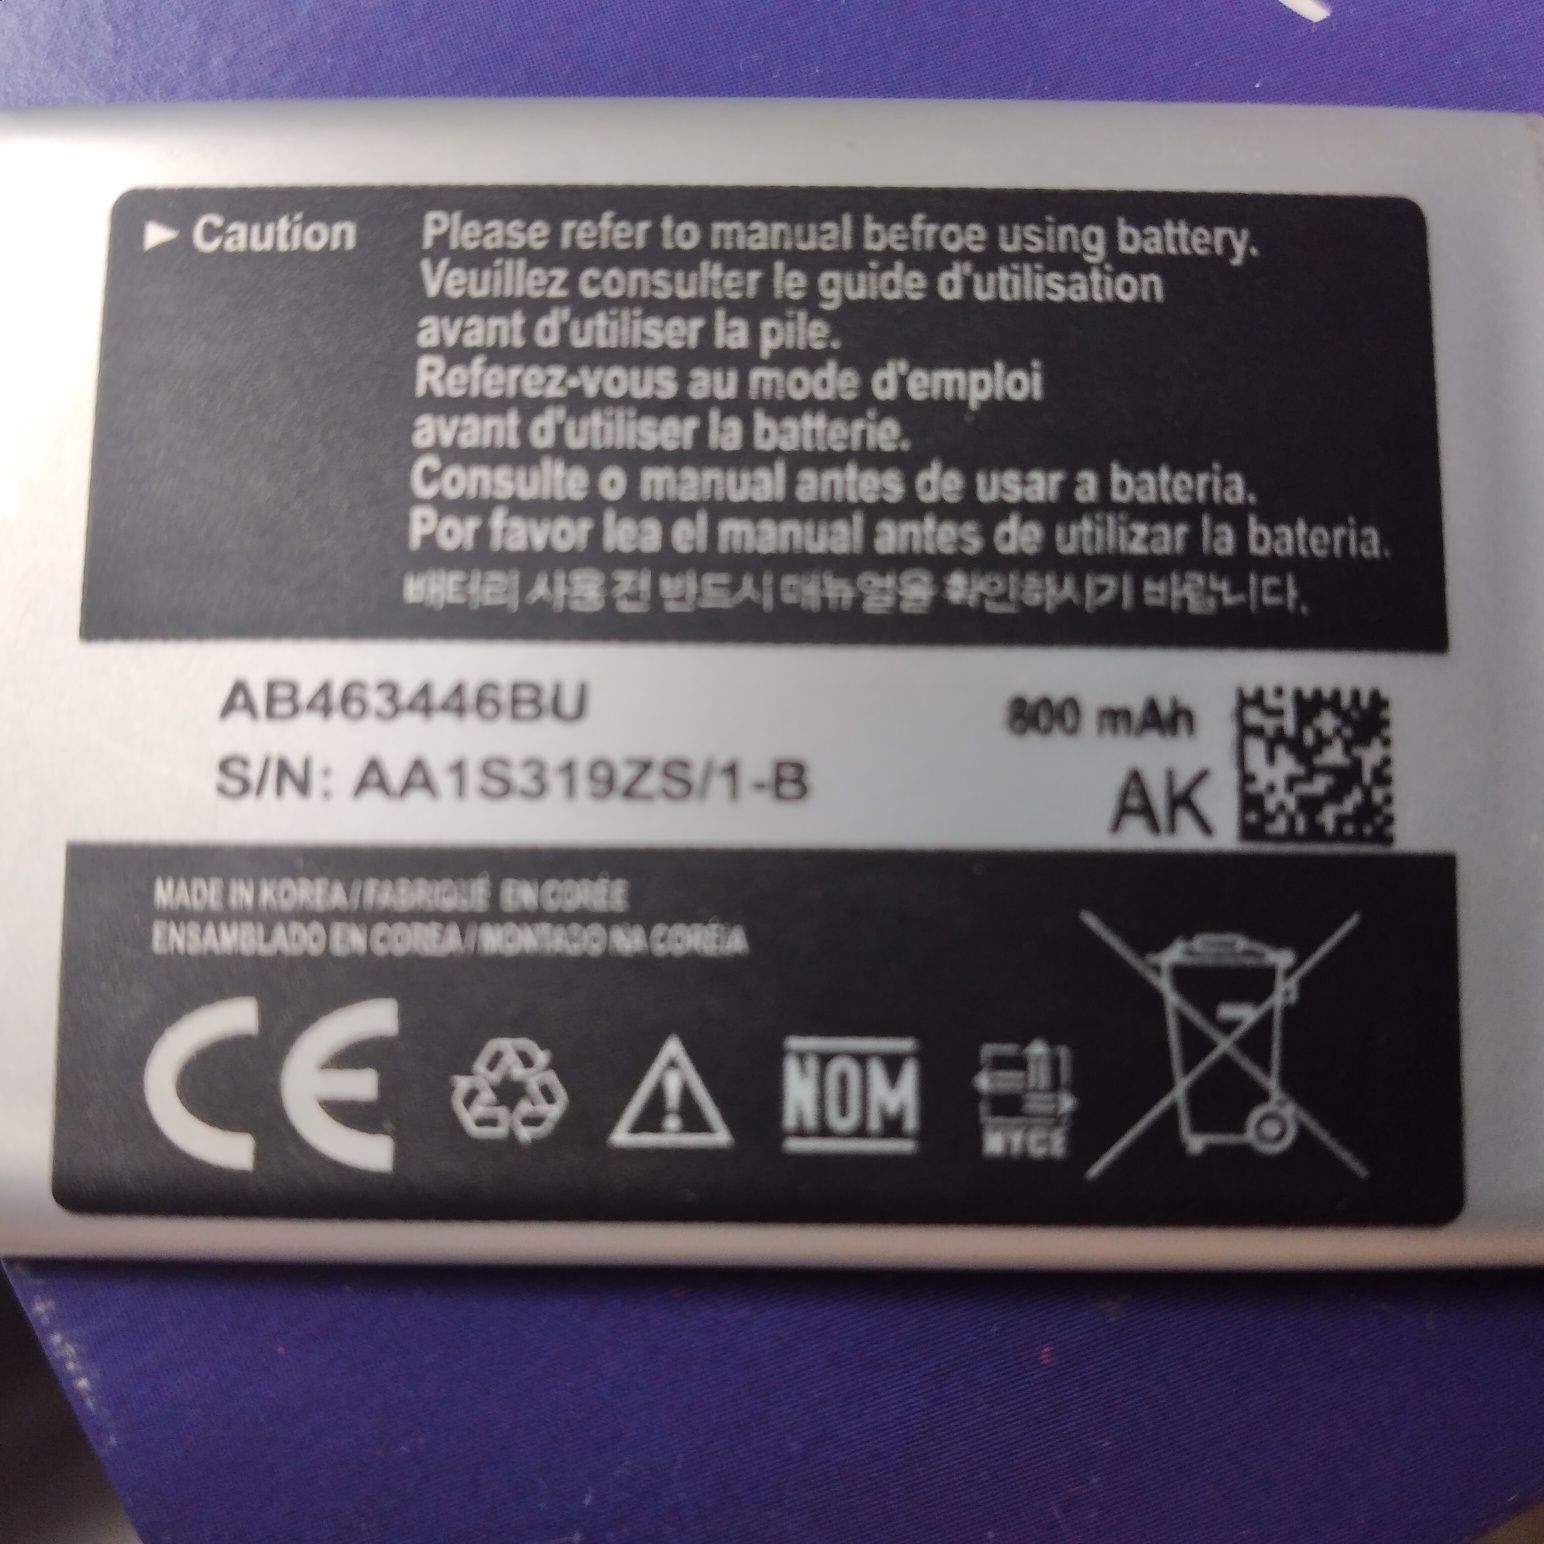 Caution Please refer to manual befroe using battery.
Veuillez consulter le guide d'utilisation
avant d'utiliser la pile.
Referez-vous au mode d'emploi
avant d'utiliser la batterie.
Consulte o manual antes de usar a bateria.
Por favor lea el manual antes de utilizar la bateria.
배터리 사용 전 반드시 매뉴얼을 확인하시기 바랍니다.
AB463446BU
800 mAh
S/N: AA1S319ZS/1-B
AK
MADE IN KOREA / FABRIQUÉ EN CORÉE
ENSAMBLADO EN COREA / MONTADO NA CORÉIA
CE
NOM
NYCE